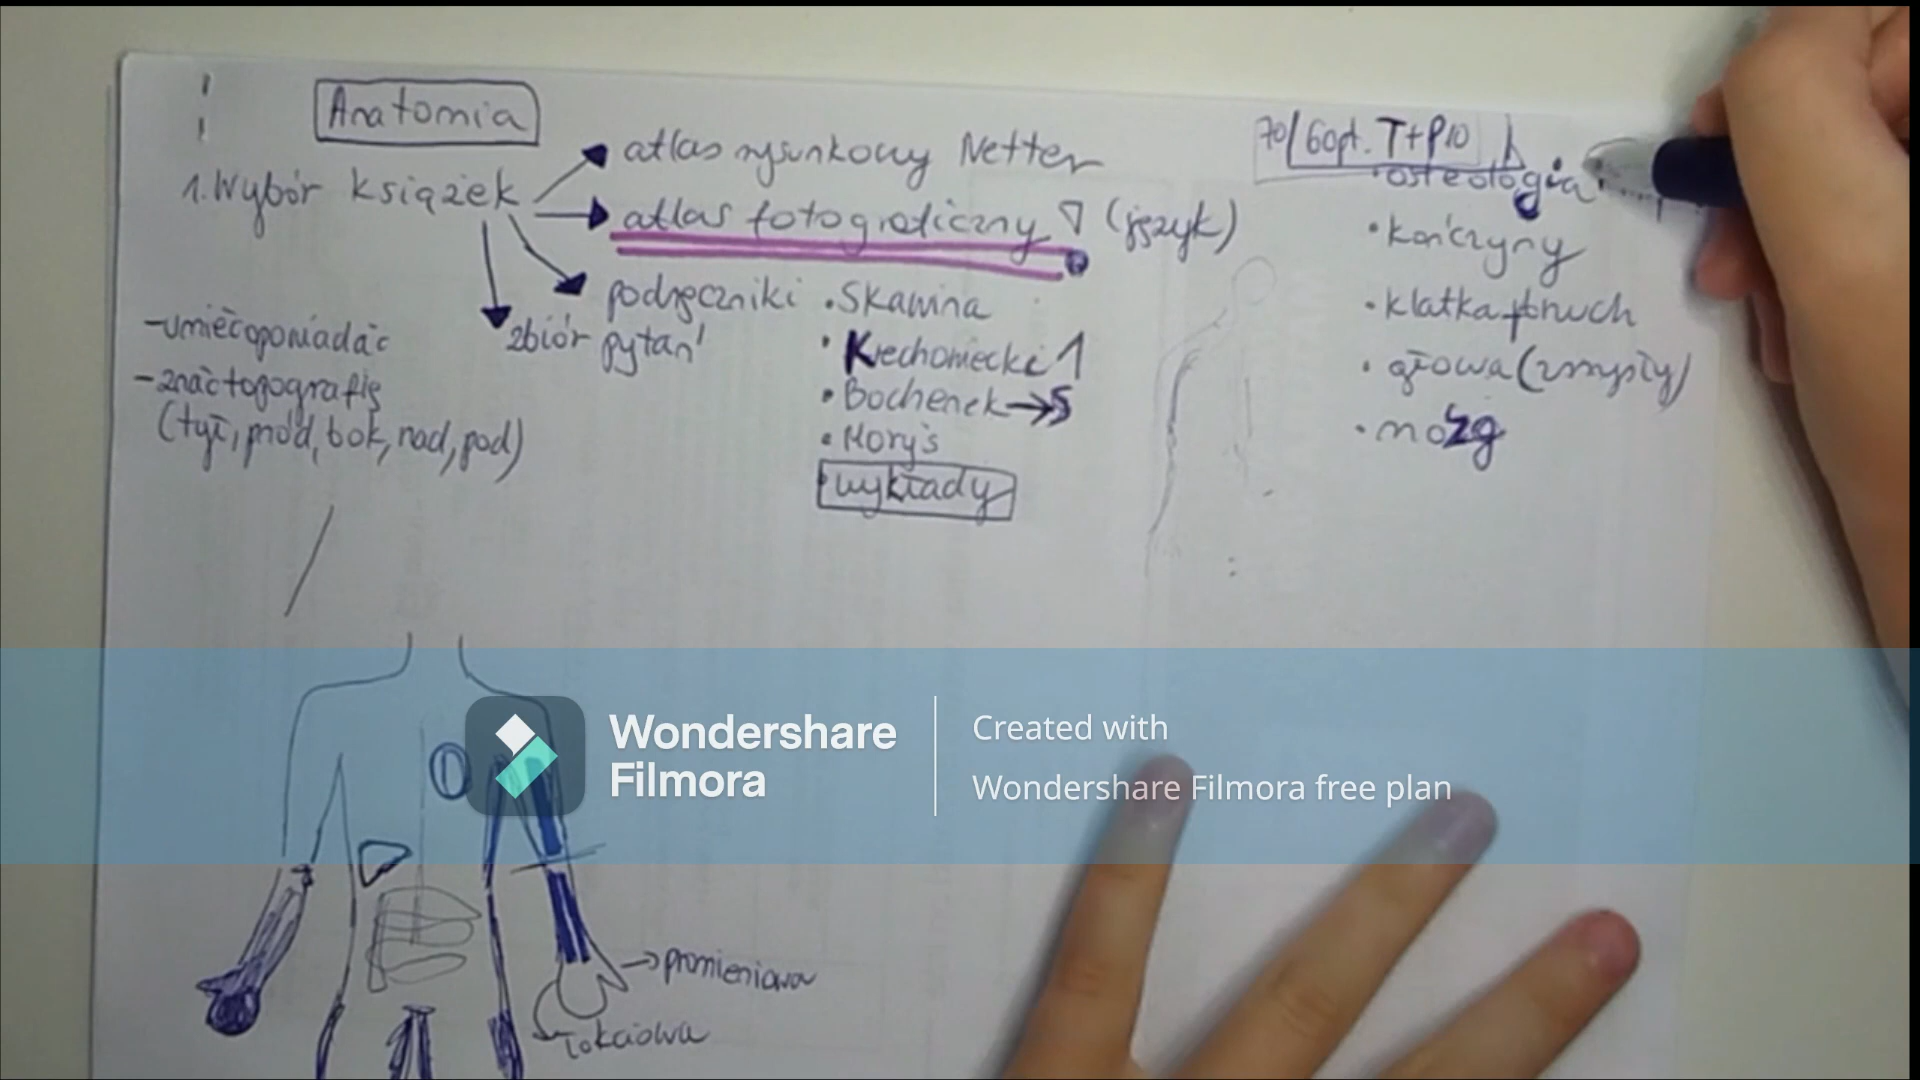 Anatomia
1. Wybór książek
atlas rysunkowy Netter
atlas fotograficzny (język)
podręczniki
• Skawina
• Krechowiecki 1
• Bochenek → 5
• Moryś
• wykłady
zbiór pytań
- umieć opowiadać
- znać topografię
(tył, przód, bok, nad, pod)
70/60pt. T+P10
• osteologia
• kończyny
• klatka + brzuch
• głowa (zmysły)
• mózg
→ promieniowa
łokciowa
Wondershare
Filmora
Created with
Wondershare Filmora free plan